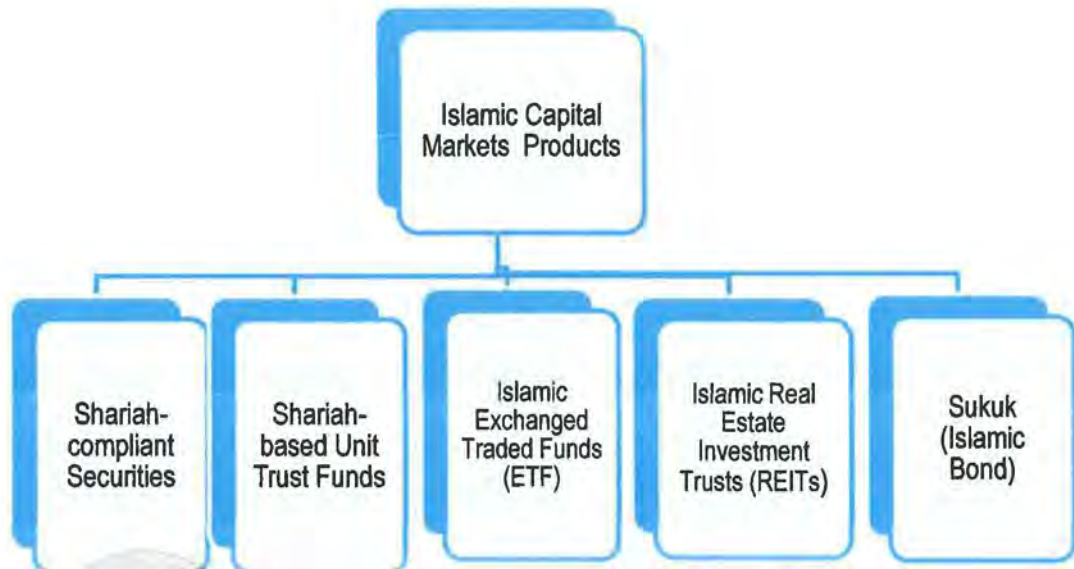 Islamic Capital
Markets Products
Shariah-
compliant
Securities
Shariah-
based Unit
Trust Funds
Islamic
Exchanged
Traded Funds
(ETF)
Islamic Real
Estate
Investment
Trusts (REITs)
Sukuk
(Islamic
Bond)